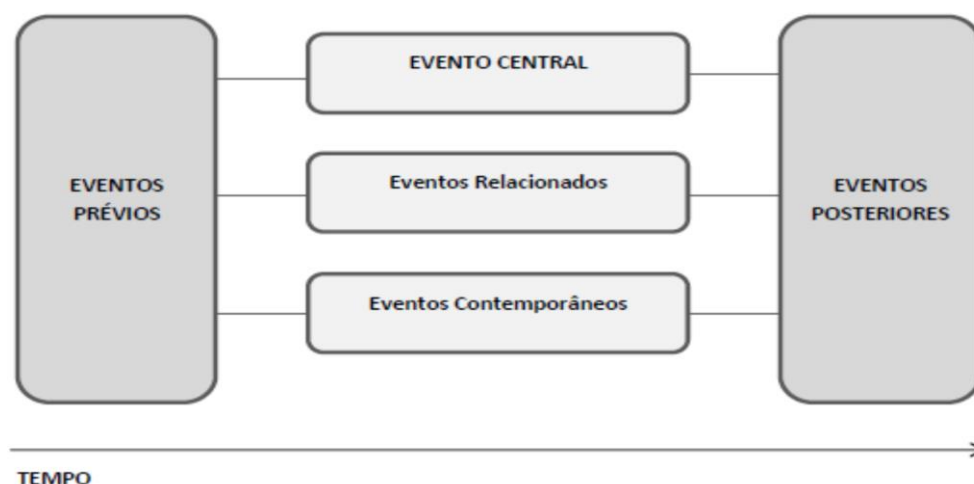 EVENTO CENTRAL
EVENTOS
PRÉVIOS
Eventos Relacionados
EVENTOS
POSTERIORES
Eventos Contemporâneos
TEMPO